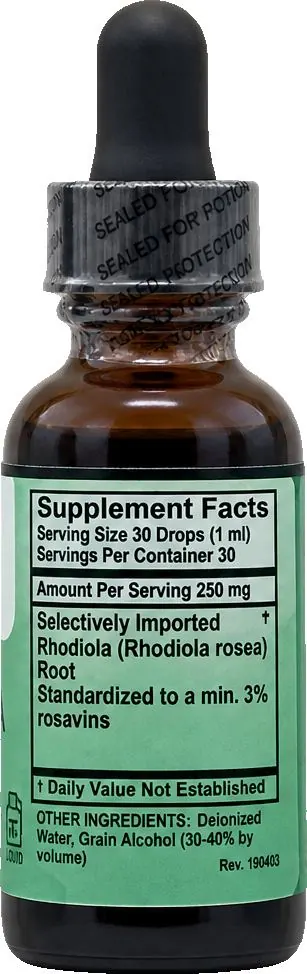 SEALED FOR POTION
SEALED PROTECTION
Supplement Facts
Serving Size 30 Drops (1 ml)
Servings Per Container 30
Amount Per Serving 250 mg
Selectively Imported †
Rhodiola (Rhodiola rosea)
Root
Standardized to a min. 3%
rosavins
† Daily Value Not Established
OTHER INGREDIENTS: Deionized
Water, Grain Alcohol (30-40% by
volume)
Rev. 190403
LIQUID